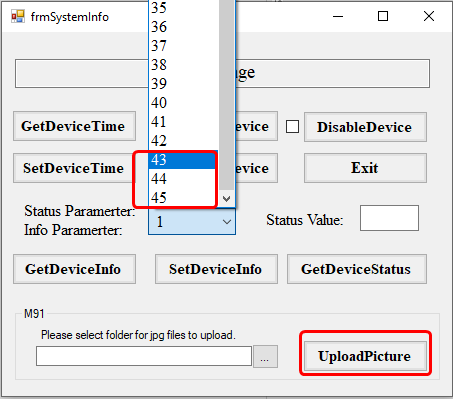 frmSystemInfo
35
36
37
38
39
40
41
42
43
44
45
age
GetDeviceTime
evice
DisableDevice
SetDeviceTime
evice
Exit
Status Paramerter:
Info Paramerter:
1
Status Value:
GetDeviceInfo
SetDeviceInfo
GetDeviceStatus
M91
Please select folder for jpg files to upload.
...
UploadPicture